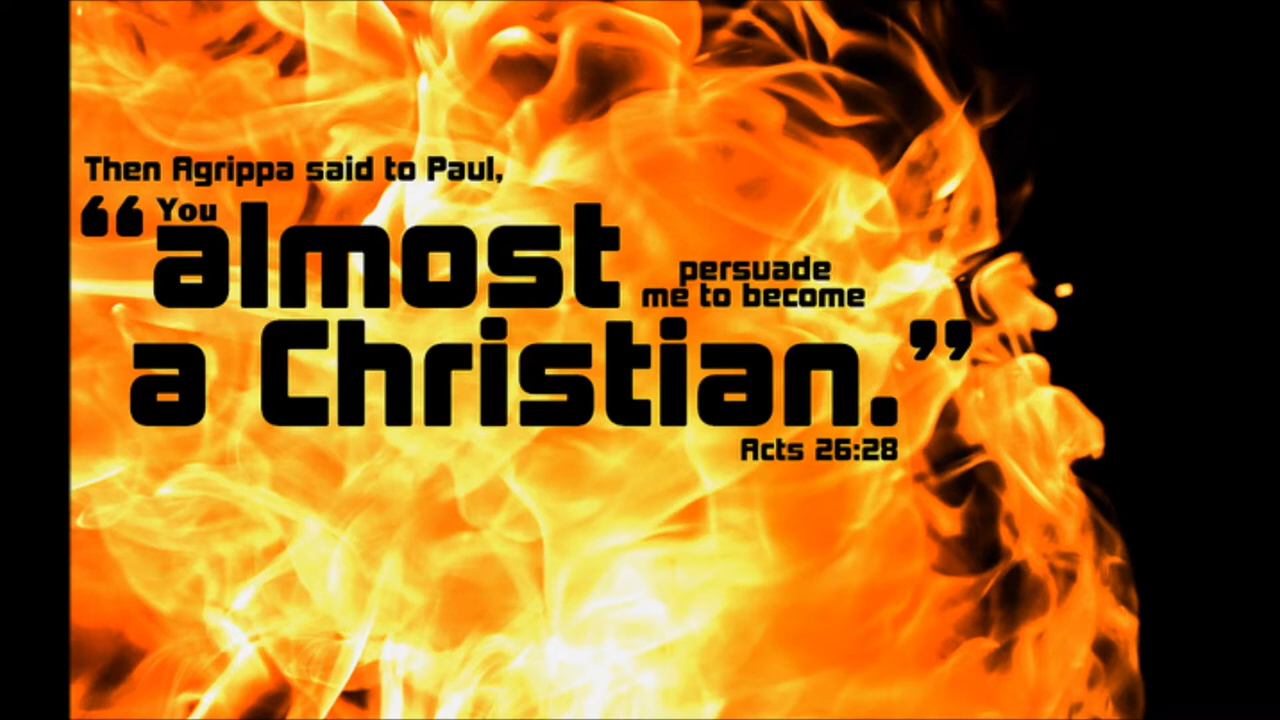 Then Agrippa said to Paul,
“You almost persuade
me to become
a Christian.”
Acts 26:28